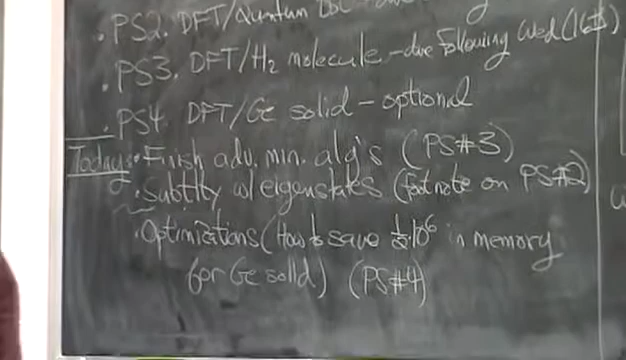 · PS2. DFT/Quantum
· PS3. DFT/H2 molecule - due following Wed (16th)
· PS4. DFT/Ge solid - optional
Today: · Finish adv. min. alg's (PS#3)
· Subtlty w/ eigenstates (footnote on PS#2)
· Optimizations (How to save 10^6 in memory
for Ge solid) (PS#4)